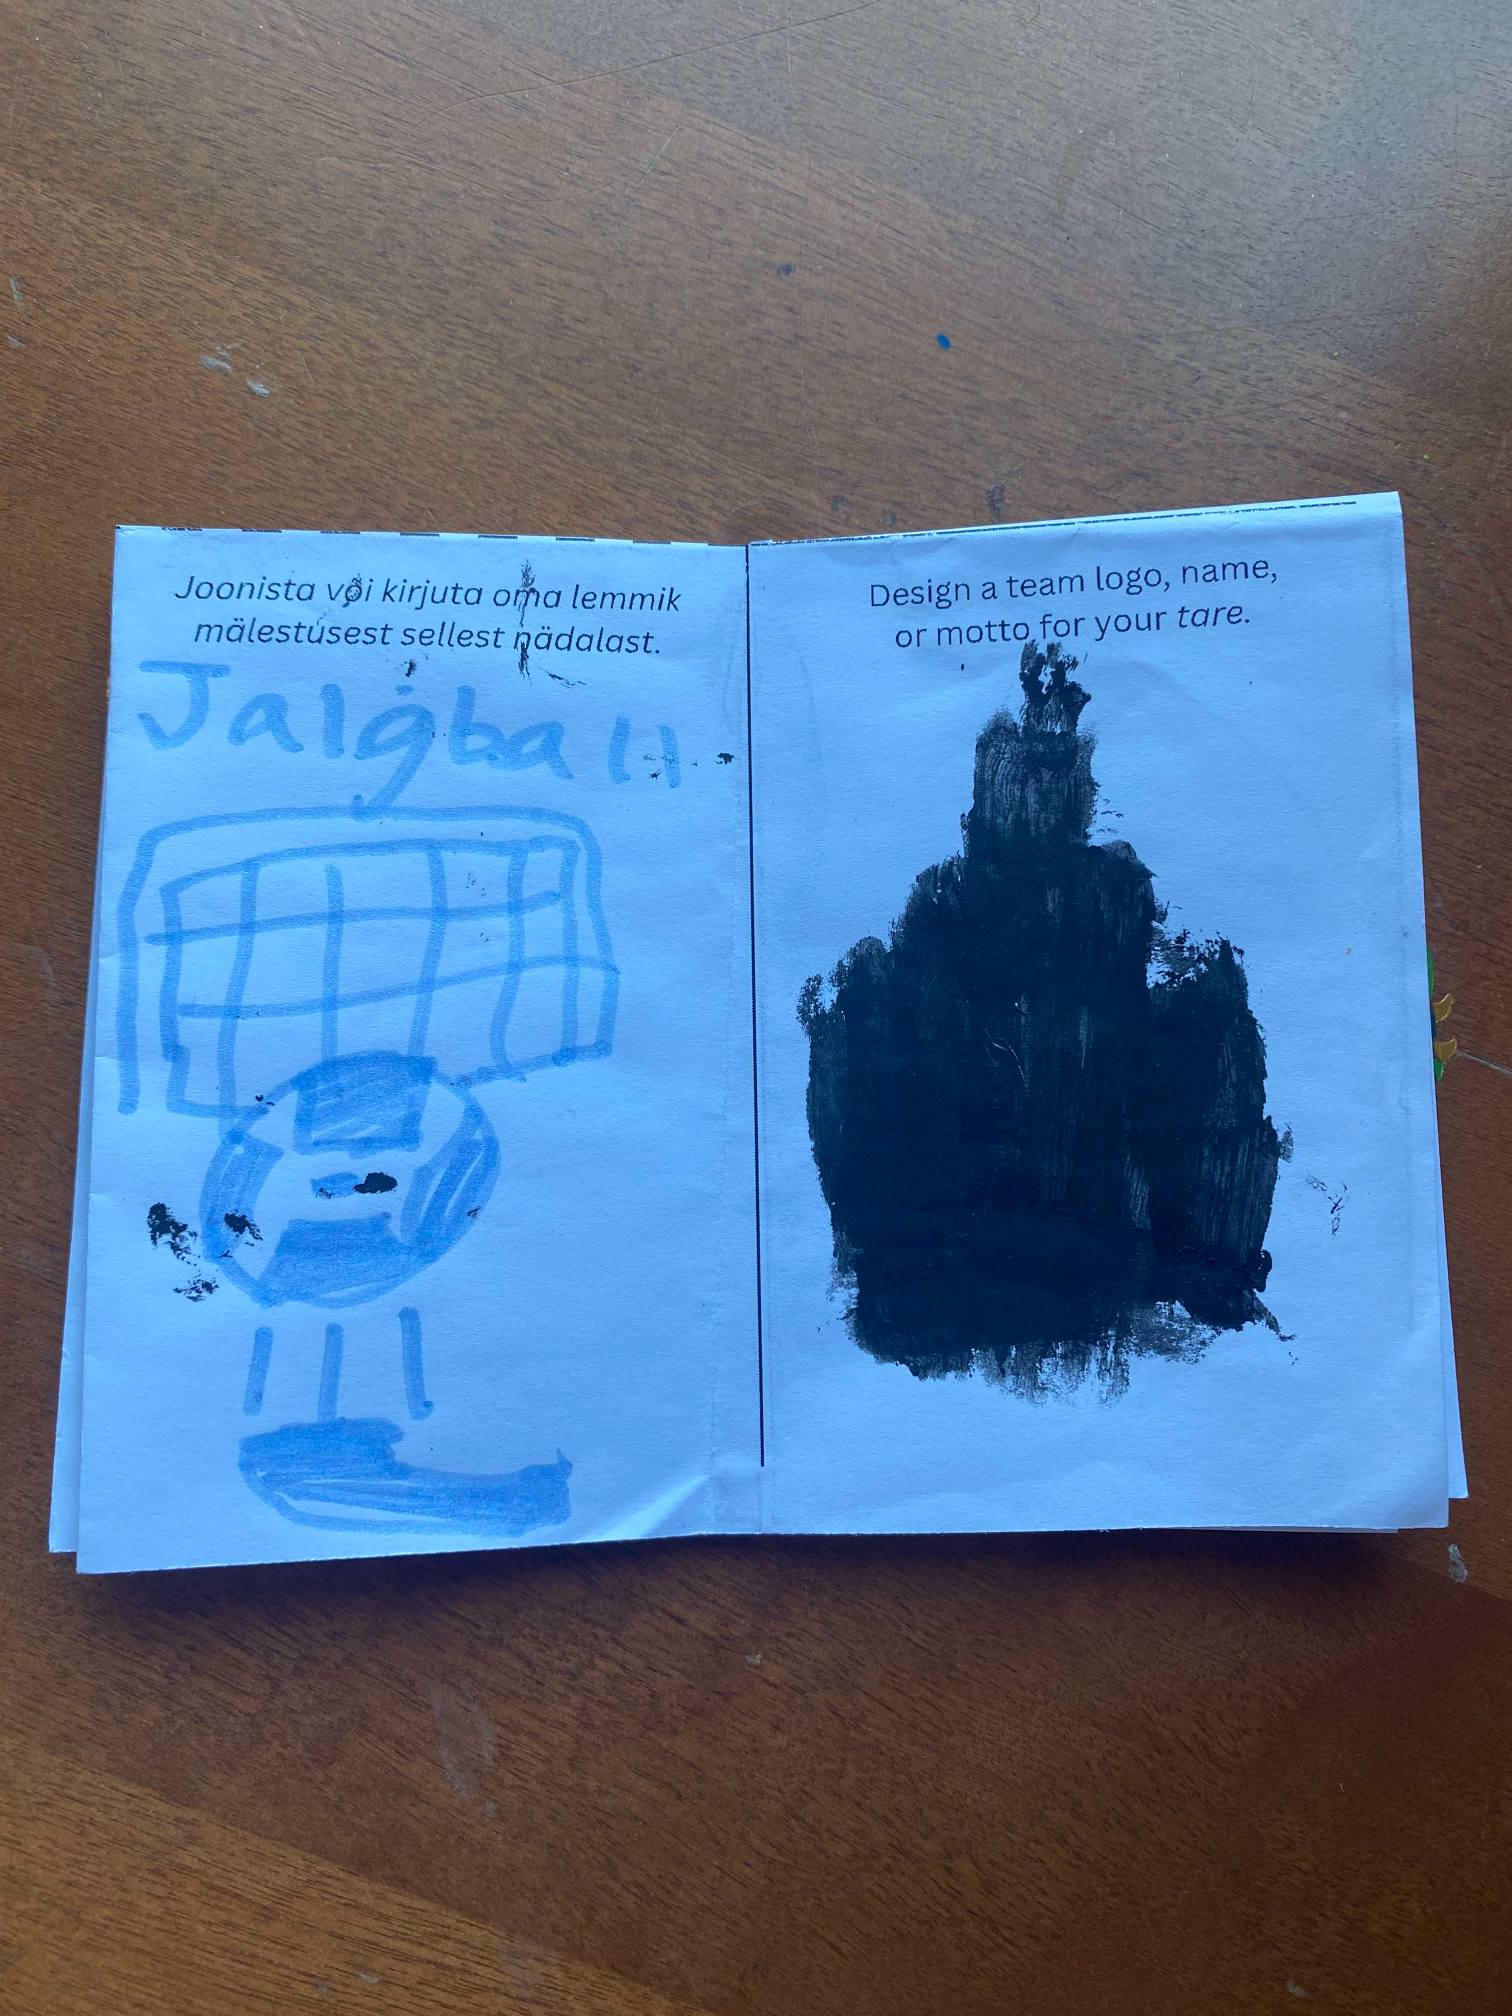 Joonista või kirjuta oma lemmik
mälestusest sellest nädalast.
Jalgball
Design a team logo, name,
or motto for your tare.